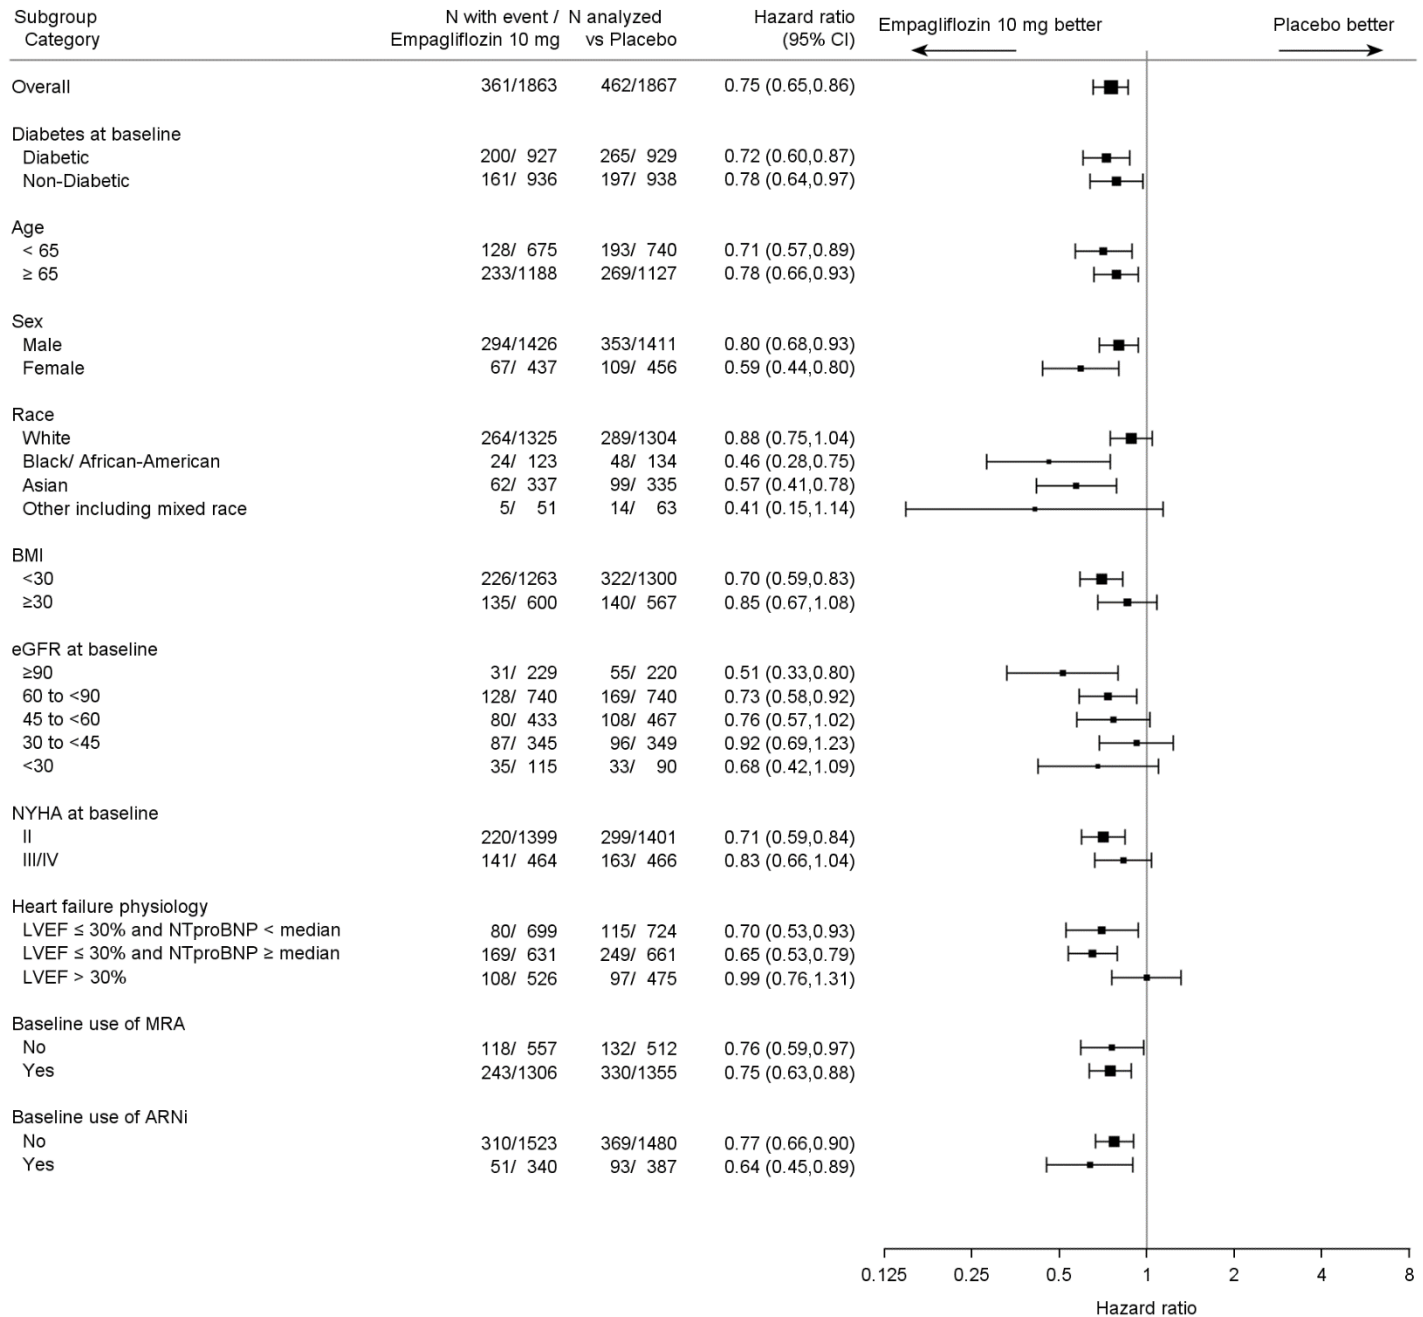 Subgroup N with event / N analyzed Hazard ratio Empagliflozin 10 mg better Placebo better
Category Empagliflozin 10 mg vs Placebo (95% CI)
Overall 361/1863 462/1867 0.75 (0.65,0.86)
Diabetes at baseline
Diabetic 200/ 927 265/ 929 0.72 (0.60,0.87)
Non-Diabetic 161/ 936 197/ 938 0.78 (0.64,0.97)
Age
< 65 128/ 675 193/ 740 0.71 (0.57,0.89)
≥ 65 233/1188 269/1127 0.78 (0.66,0.93)
Sex
Male 294/1426 353/1411 0.80 (0.68,0.93)
Female 67/ 437 109/ 456 0.59 (0.44,0.80)
Race
White 264/1325 289/1304 0.88 (0.75,1.04)
Black/ African-American 24/ 123 48/ 134 0.46 (0.28,0.75)
Asian 62/ 337 99/ 335 0.57 (0.41,0.78)
Other including mixed race 5/ 51 14/ 63 0.41 (0.15,1.14)
BMI
<30 226/1263 322/1300 0.70 (0.59,0.83)
≥30 135/ 600 140/ 567 0.85 (0.67,1.08)
eGFR at baseline
≥90 31/ 229 55/ 220 0.51 (0.33,0.80)
60 to <90 128/ 740 169/ 740 0.73 (0.58,0.92)
45 to <60 80/ 433 108/ 467 0.76 (0.57,1.02)
30 to <45 87/ 345 96/ 349 0.92 (0.69,1.23)
<30 35/ 115 33/ 90 0.68 (0.42,1.09)
NYHA at baseline
II 220/1399 299/1401 0.71 (0.59,0.84)
III/IV 141/ 464 163/ 466 0.83 (0.66,1.04)
Heart failure physiology
LVEF ≤ 30% and NTproBNP < median 80/ 699 115/ 724 0.70 (0.53,0.93)
LVEF ≤ 30% and NTproBNP ≥ median 169/ 631 249/ 661 0.65 (0.53,0.79)
LVEF > 30% 108/ 526 97/ 475 0.99 (0.76,1.31)
Baseline use of MRA
No 118/ 557 132/ 512 0.76 (0.59,0.97)
Yes 243/1306 330/1355 0.75 (0.63,0.88)
Baseline use of ARNi
No 310/1523 369/1480 0.77 (0.66,0.90)
Yes 51/ 340 93/ 387 0.64 (0.45,0.89)
0.125 0.25 0.5 1 2 4 8
Hazard ratio